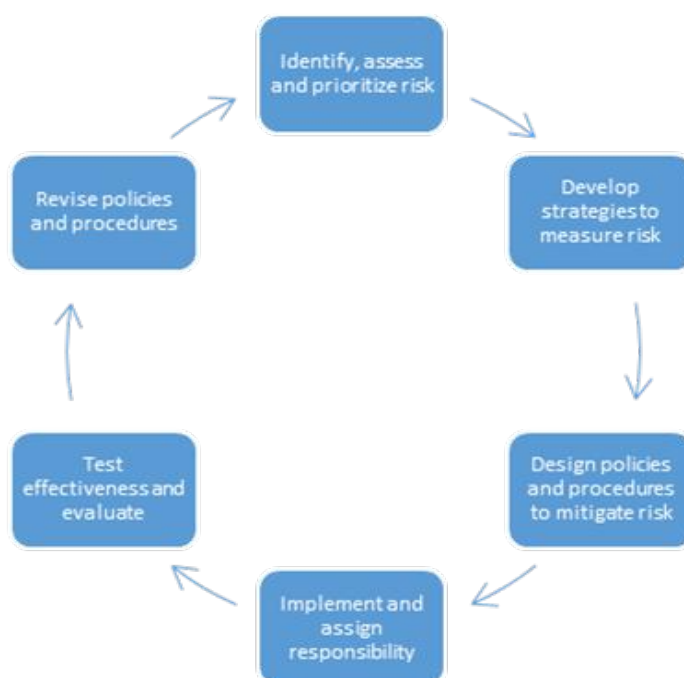 Identify, assess
and prioritize risk
Develop
strategies to
measure risk
Design policies
and procedures
to mitigate risk
Implement and
assign
responsibility
Test
effectiveness and
evaluate
Revise policies
and procedures